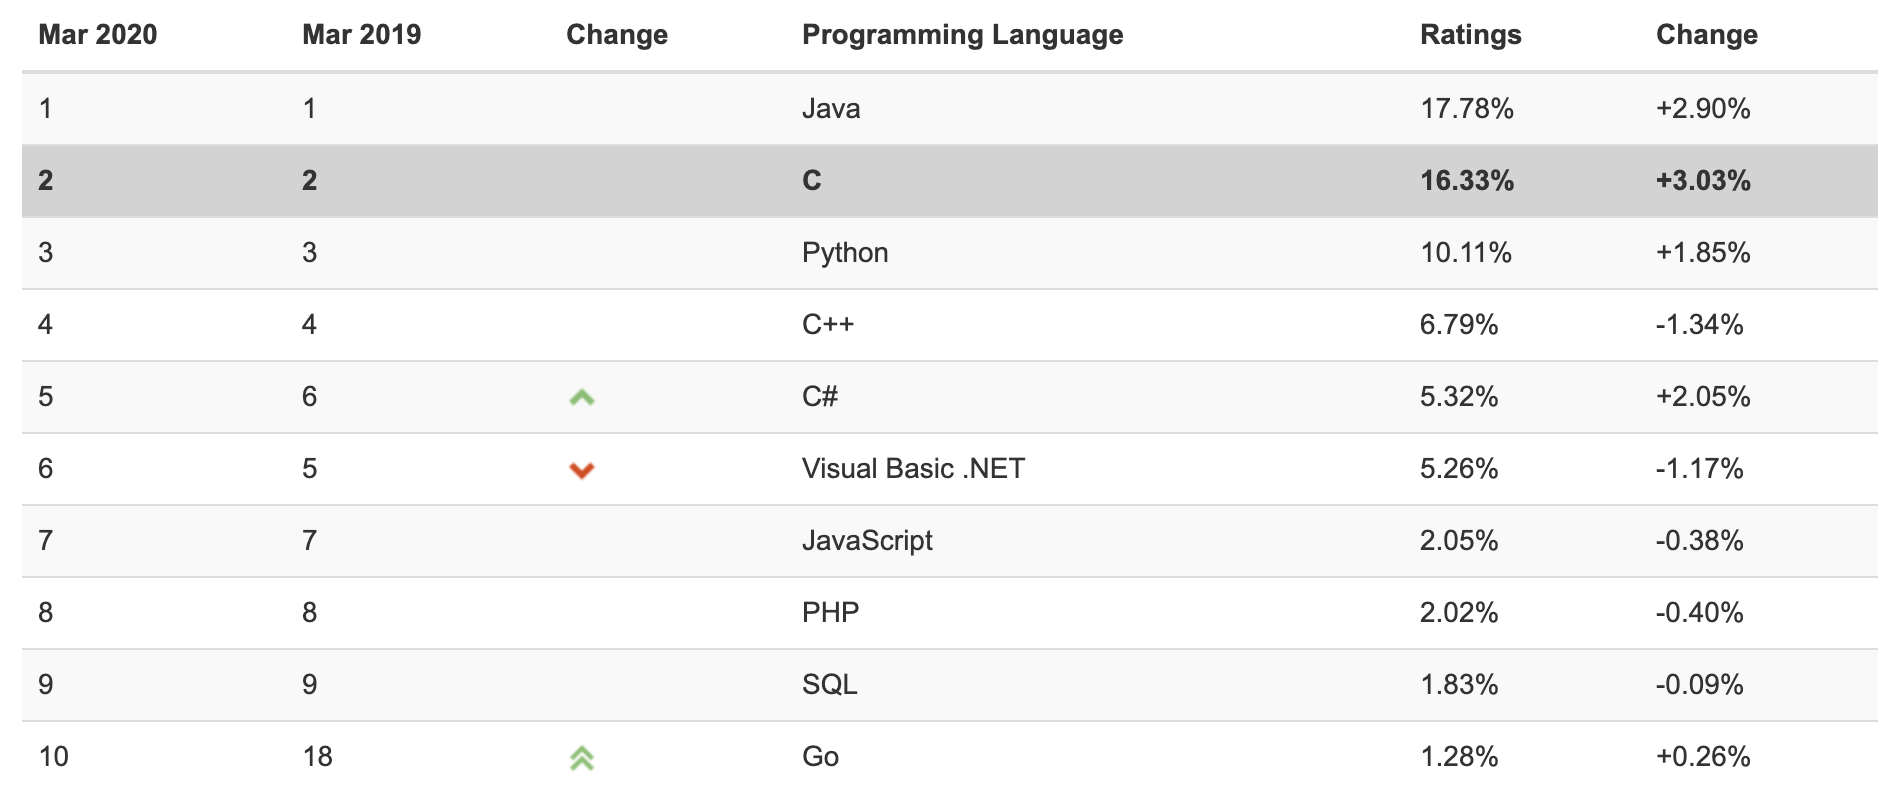 Mar 2020 Mar 2019 Change Programming Language Ratings Change
1 1 Java 17.78% +2.90%
2 2 C 16.33% +3.03%
3 3 Python 10.11% +1.85%
4 4 C++ 6.79% -1.34%
5 6 C# 5.32% +2.05%
6 5 Visual Basic .NET 5.26% -1.17%
7 7 JavaScript 2.05% -0.38%
8 8 PHP 2.02% -0.40%
9 9 SQL 1.83% -0.09%
10 18 Go 1.28% +0.26%